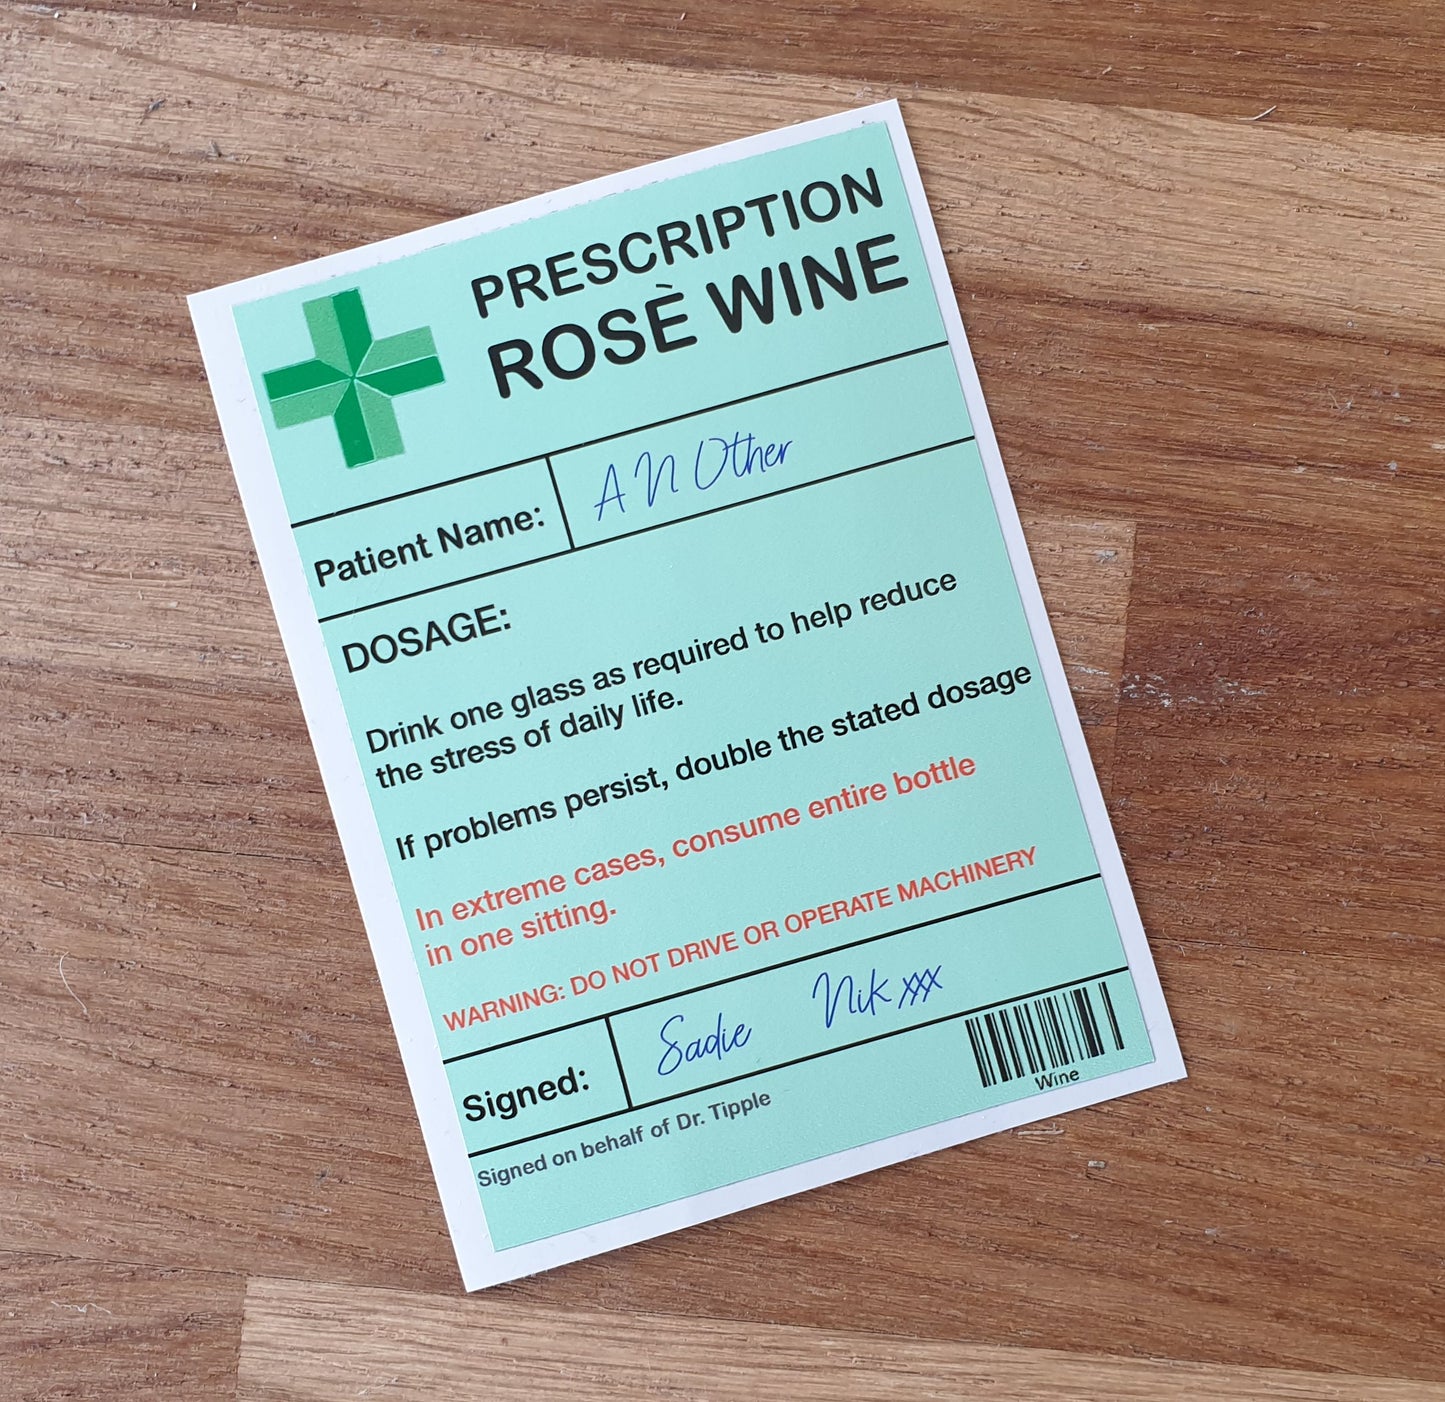 PRESCRIPTION
ROSÈ WINE
Patient Name: A N Other
DOSAGE:
Drink one glass as required to help reduce
the stress of daily life.
If problems persist, double the stated dosage
In extreme cases, consume entire bottle
in one sitting.
WARNING: DO NOT DRIVE OR OPERATE MACHINERY
Signed: Sadie Nik xxx
Wine
Signed on behalf of Dr. Tipple